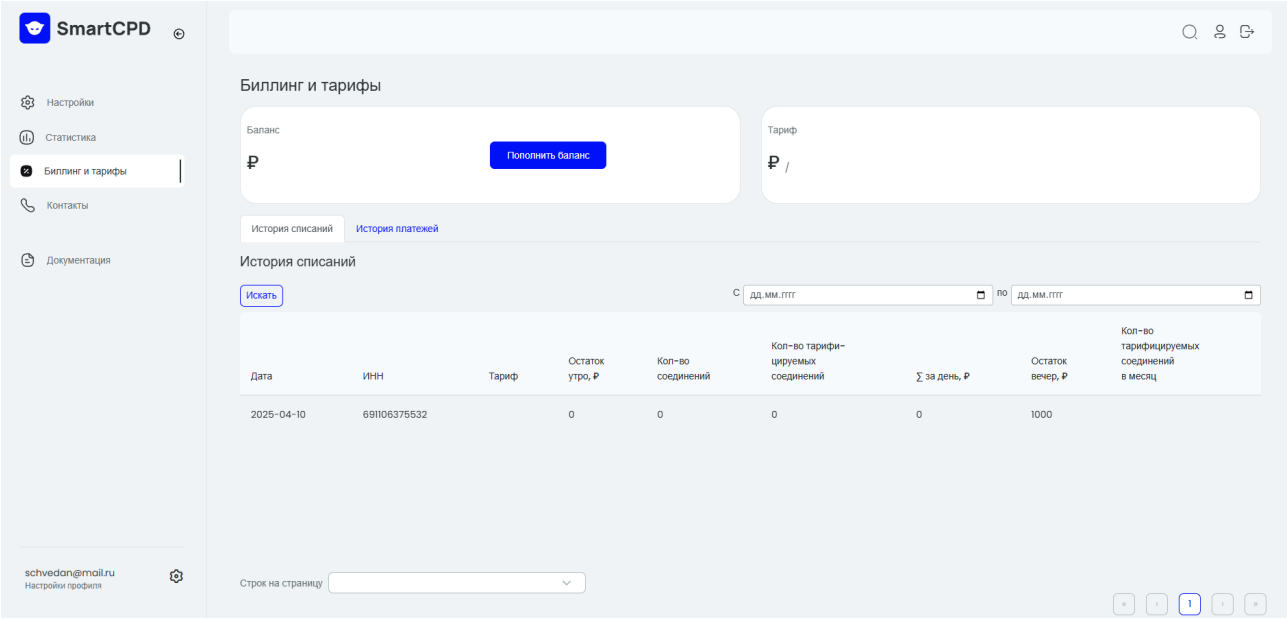 SmartCPD
Настройки
Статистика
Биллинг и тарифы
Контакты
Документация
schvedan@mail.ru
Настройки профиля
Биллинг и тарифы
Баланс
₽
Пополнить баланс
Тариф
₽ /
История списаний
История платежей
История списаний
Искать
С дд.мм.гггг по дд.мм.гггг
Дата
ИНН
Тариф
Остаток
утро, ₽
Кол-во
соединений
Кол-во тарифи-
цируемых
соединений
∑ за день, ₽
Остаток
вечер, ₽
Кол-во
тарифицируемых
соединений
в месяц
2025-04-10 691106375532 0 0 0 0 1000
Строк на страницу
« ‹ 1 › »